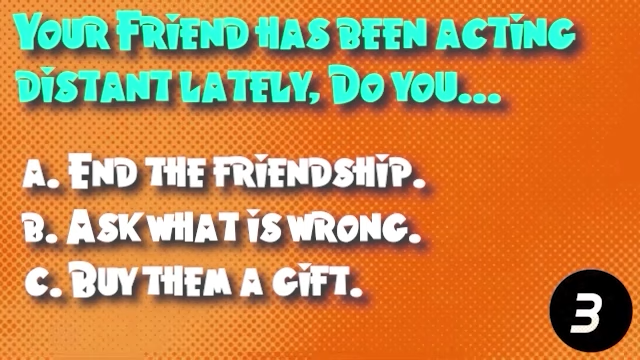 Your Friend has been acting
distant lately, Do you...
a. End the friendship.
b. Ask what is wrong.
c. Buy them a gift.
3